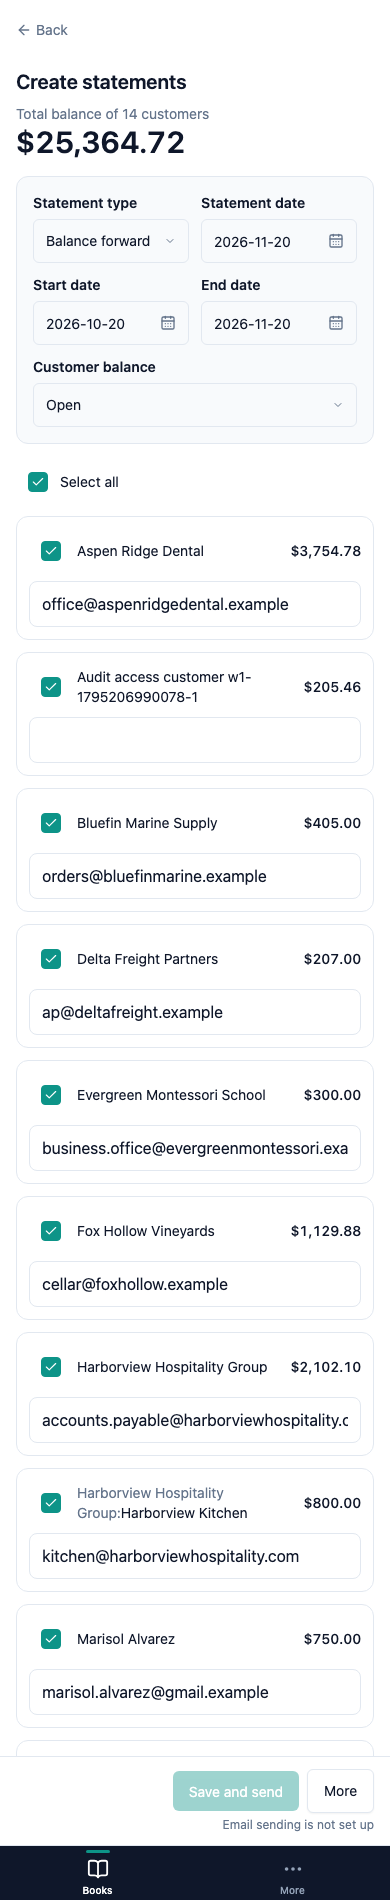 Back
Create statements
Total balance of 14 customers
$25,364.72
Statement type
Statement date
Balance forward
2026-11-20
Start date
End date
2026-10-20
2026-11-20
Customer balance
Open
Select all
Aspen Ridge Dental $3,754.78
office@aspenridgedental.example
Audit access customer w1-
1795206990078-1
$205.46
Bluefin Marine Supply $405.00
orders@bluefinmarine.example
Delta Freight Partners $207.00
ap@deltafreight.example
Evergreen Montessori School $300.00
business.office@evergreenmontessori.exa
Fox Hollow Vineyards $1,129.88
cellar@foxhollow.example
Harborview Hospitality Group $2,102.10
accounts.payable@harborviewhospitality.c
Harborview Hospitality
Group:Harborview Kitchen
$800.00
kitchen@harborviewhospitality.com
Marisol Alvarez $750.00
marisol.alvarez@gmail.example
Save and send
More
Email sending is not set up
Books
More